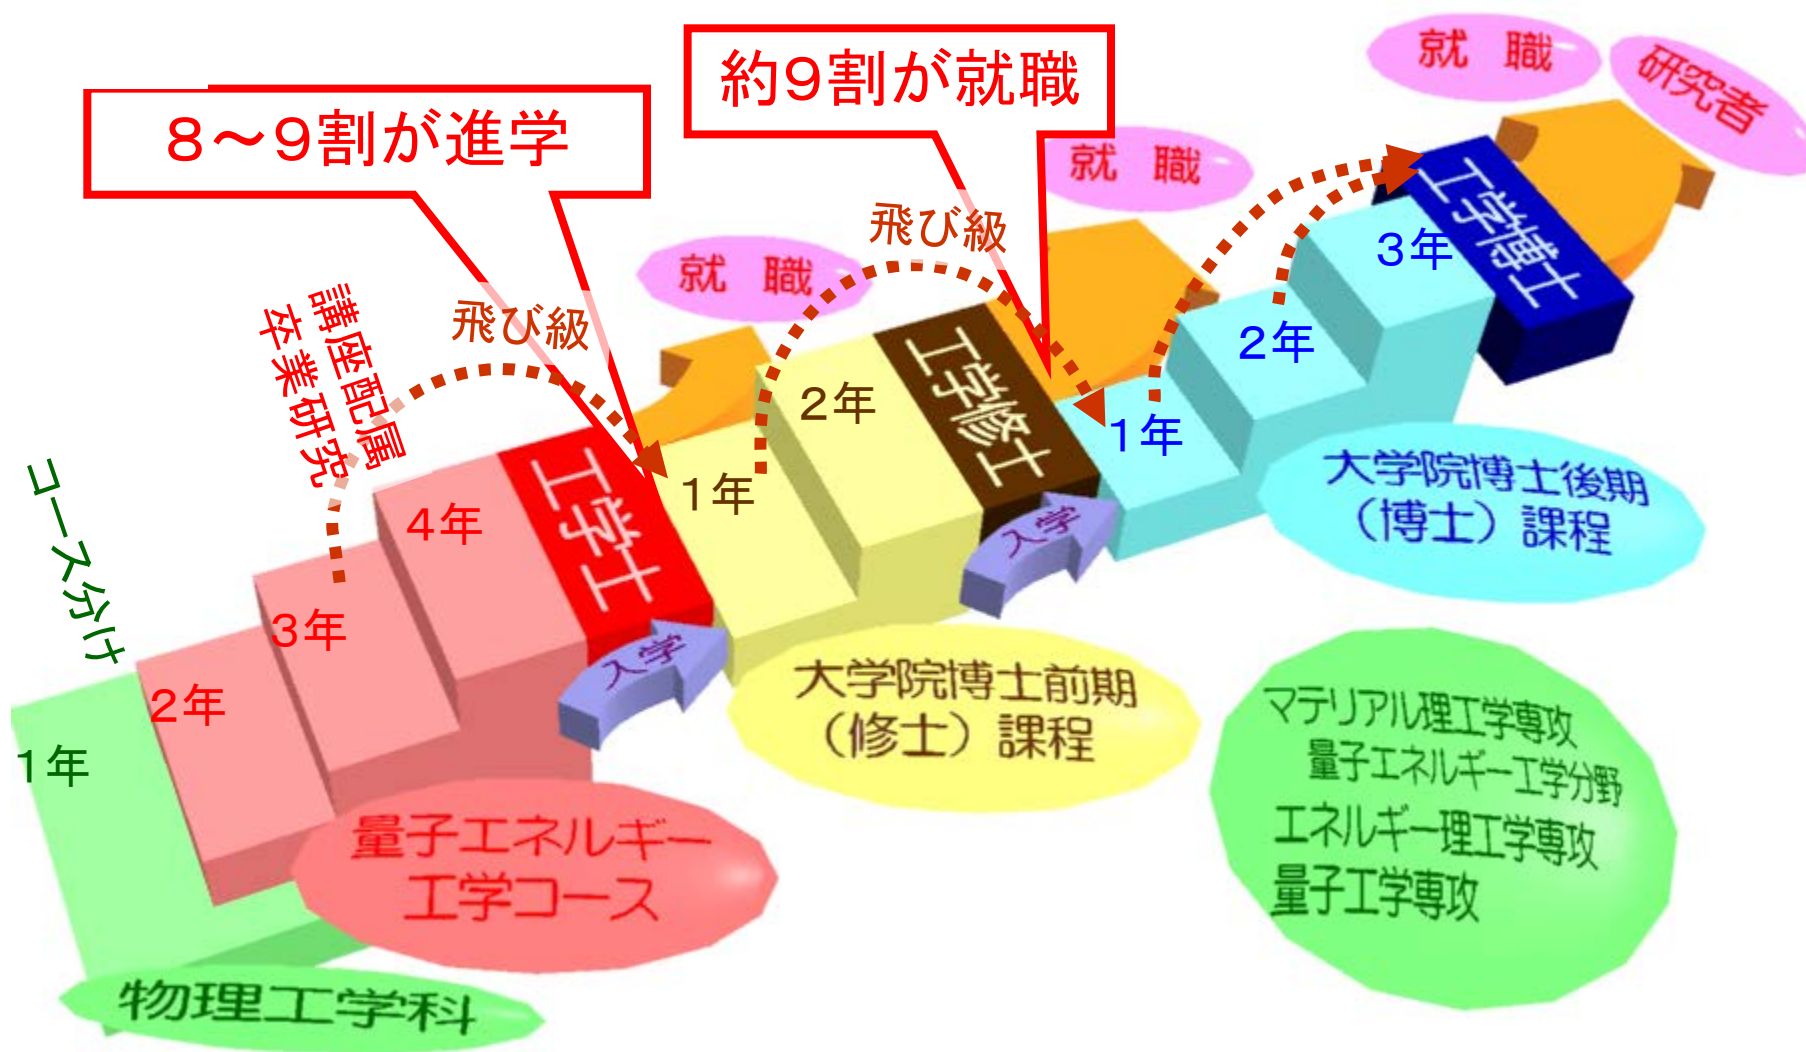 8〜9割が進学
約9割が就職
就 職
研究者
就 職
就 職
飛び級
飛び級
講座配属
卒業研究
コース分け
1年
2年
3年
4年
工学士
入学
1年
2年
工学修士
入学
1年
2年
3年
工学博士
大学院博士後期
(博士)課程
大学院博士前期
(修士)課程
量子エネルギー
工学コース
物理工学科
マテリアル理工学専攻
量子エネルギー工学分野
エネルギー理工学専攻
量子工学専攻